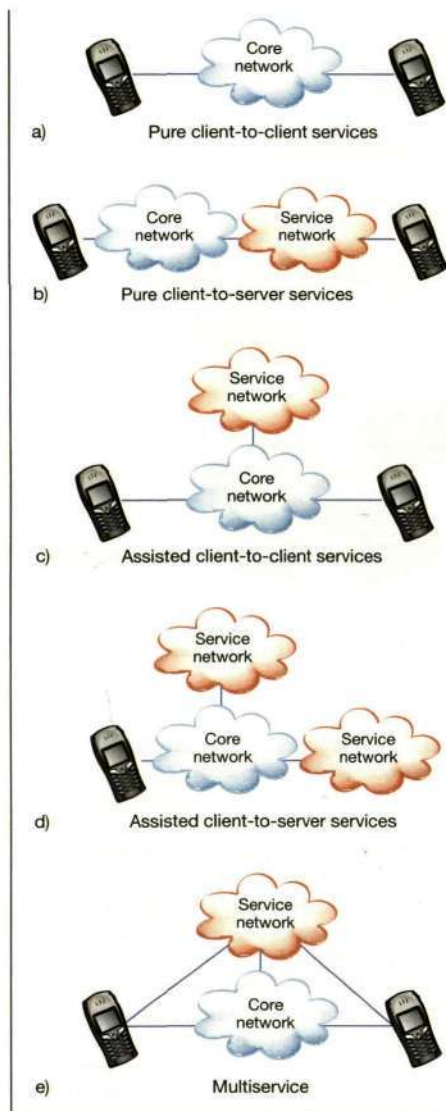 Core
network
a) Pure client-to-client services
Core
network
Service
network
b) Pure client-to-server services
Service
network
Core
network
c) Assisted client-to-client services
Service
network
Core
network
Service
network
d) Assisted client-to-server services
Service
network
Core
network
e) Multiservice